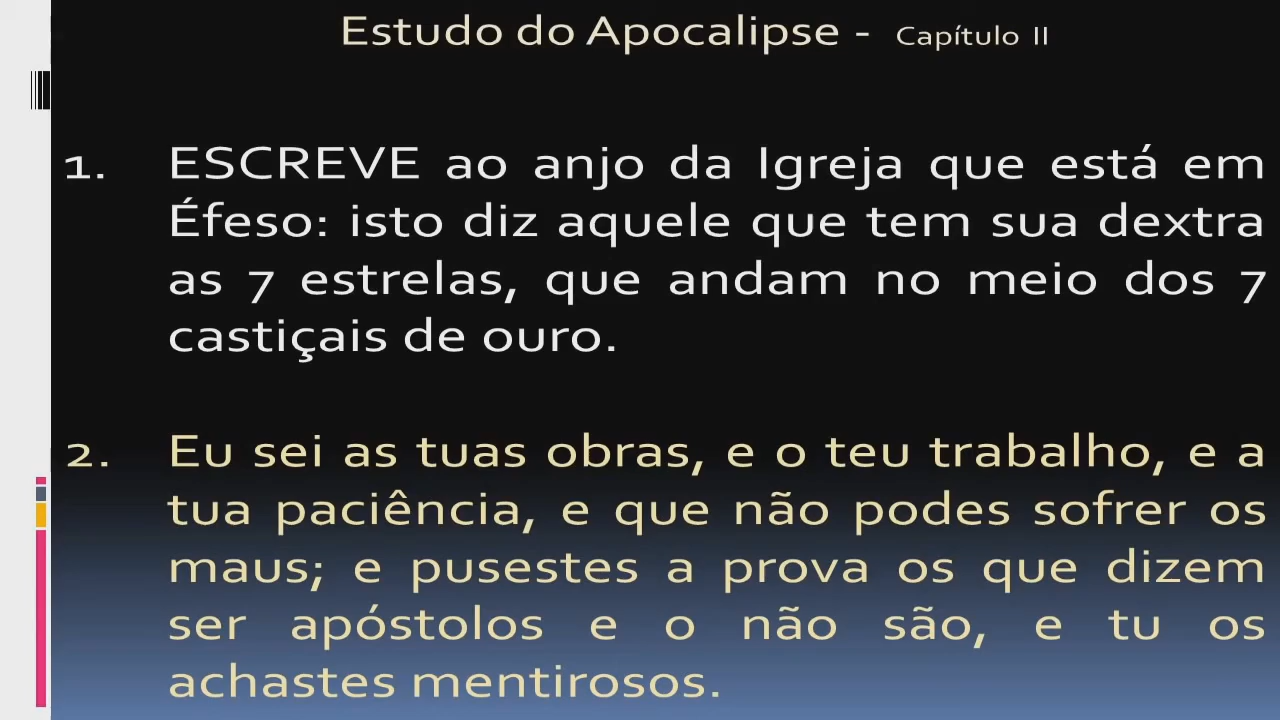 Estudo do Apocalipse - Capítulo II
1. ESCREVE ao anjo da Igreja que está em
Éfeso: isto diz aquele que tem sua dextra
as 7 estrelas, que andam no meio dos 7
castiçais de ouro.
2. Eu sei as tuas obras, e o teu trabalho, e a
tua paciência, e que não podes sofrer os
maus; e pusestes a prova os que dizem
ser apóstolos e o não são, e tu os
achastes mentirosos.